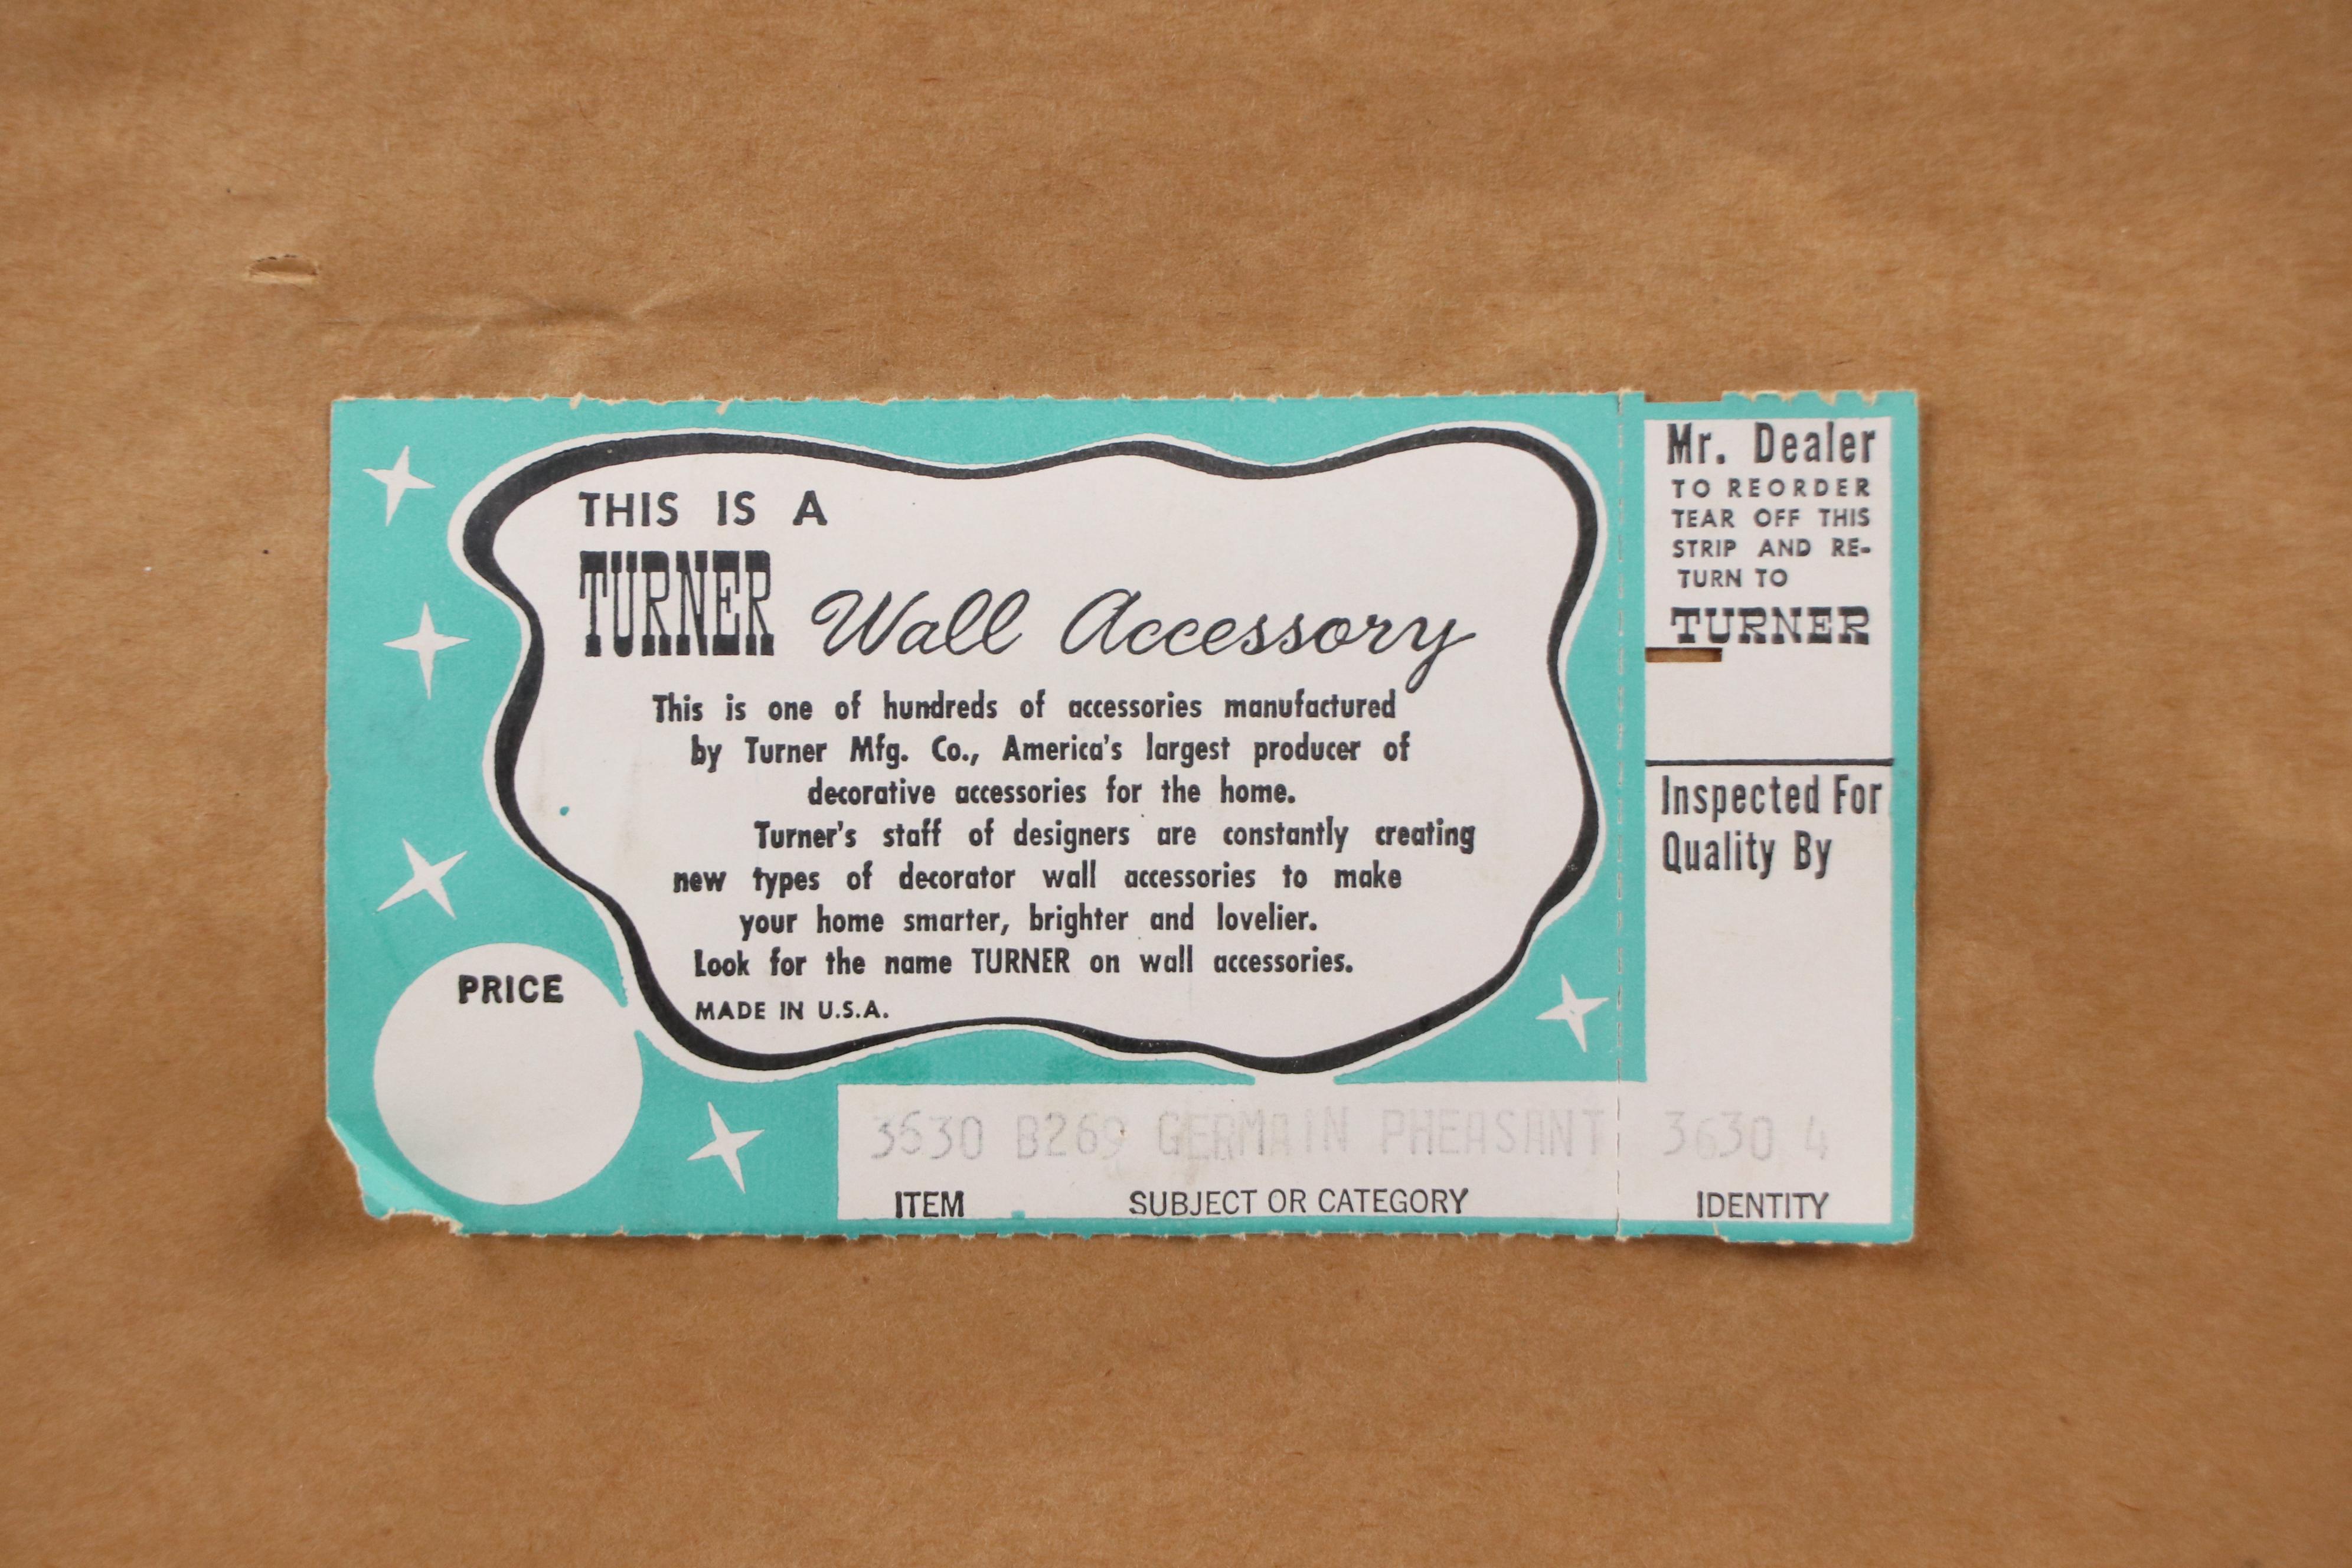 THIS IS A
TURNER Wall Accessory
This is one of hundreds of accessories manufactured
by Turner Mfg. Co., America's largest producer of
decorative accessories for the home.
Turner's staff of designers are constantly creating
new types of decorator wall accessories to make
your home smarter, brighter and lovelier.
Look for the name TURNER on wall accessories.
MADE IN U.S.A.
PRICE
3630 B269 GERMAIN PHEASANT
ITEM SUBJECT OR CATEGORY
Mr. Dealer
TO REORDER
TEAR OFF THIS
STRIP AND RE-
TURN TO
TURNER
Inspected For
Quality By
3630 4
IDENTITY